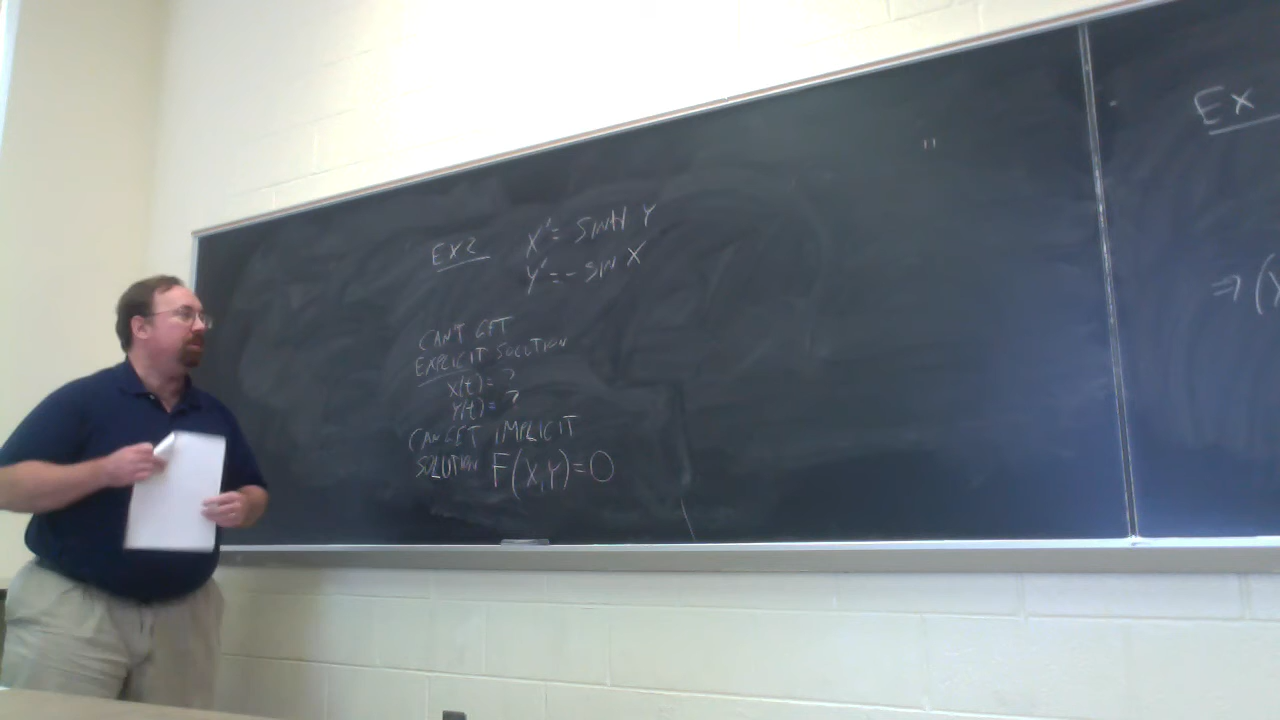 EX2 X' = SINH Y
Y' = - SIN X
CAN'T GET
EXPLICIT SOLUTION
X(t) = ?
Y(t) = ?
CAN GET IMPLICIT
SOLUTION F(X,Y)=0
Ex
⇒ (